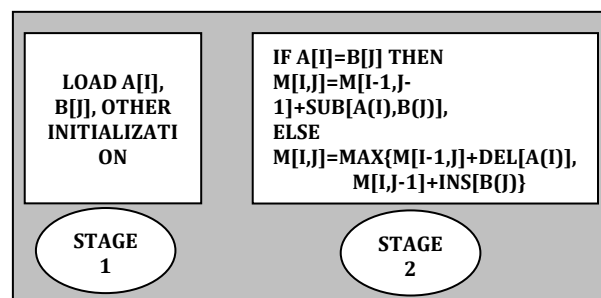 LOAD A[I],
B[J], OTHER
INITIALIZATI
ON
IF A[I]=B[J] THEN
M[I,J]=M[I-1,J-
1]+SUB[A(I),B(J)],
ELSE
M[I,J]=MAX{M[I-1,J]+DEL[A(I)],
M[I,J-1]+INS[B(J)}
STAGE
1
STAGE
2